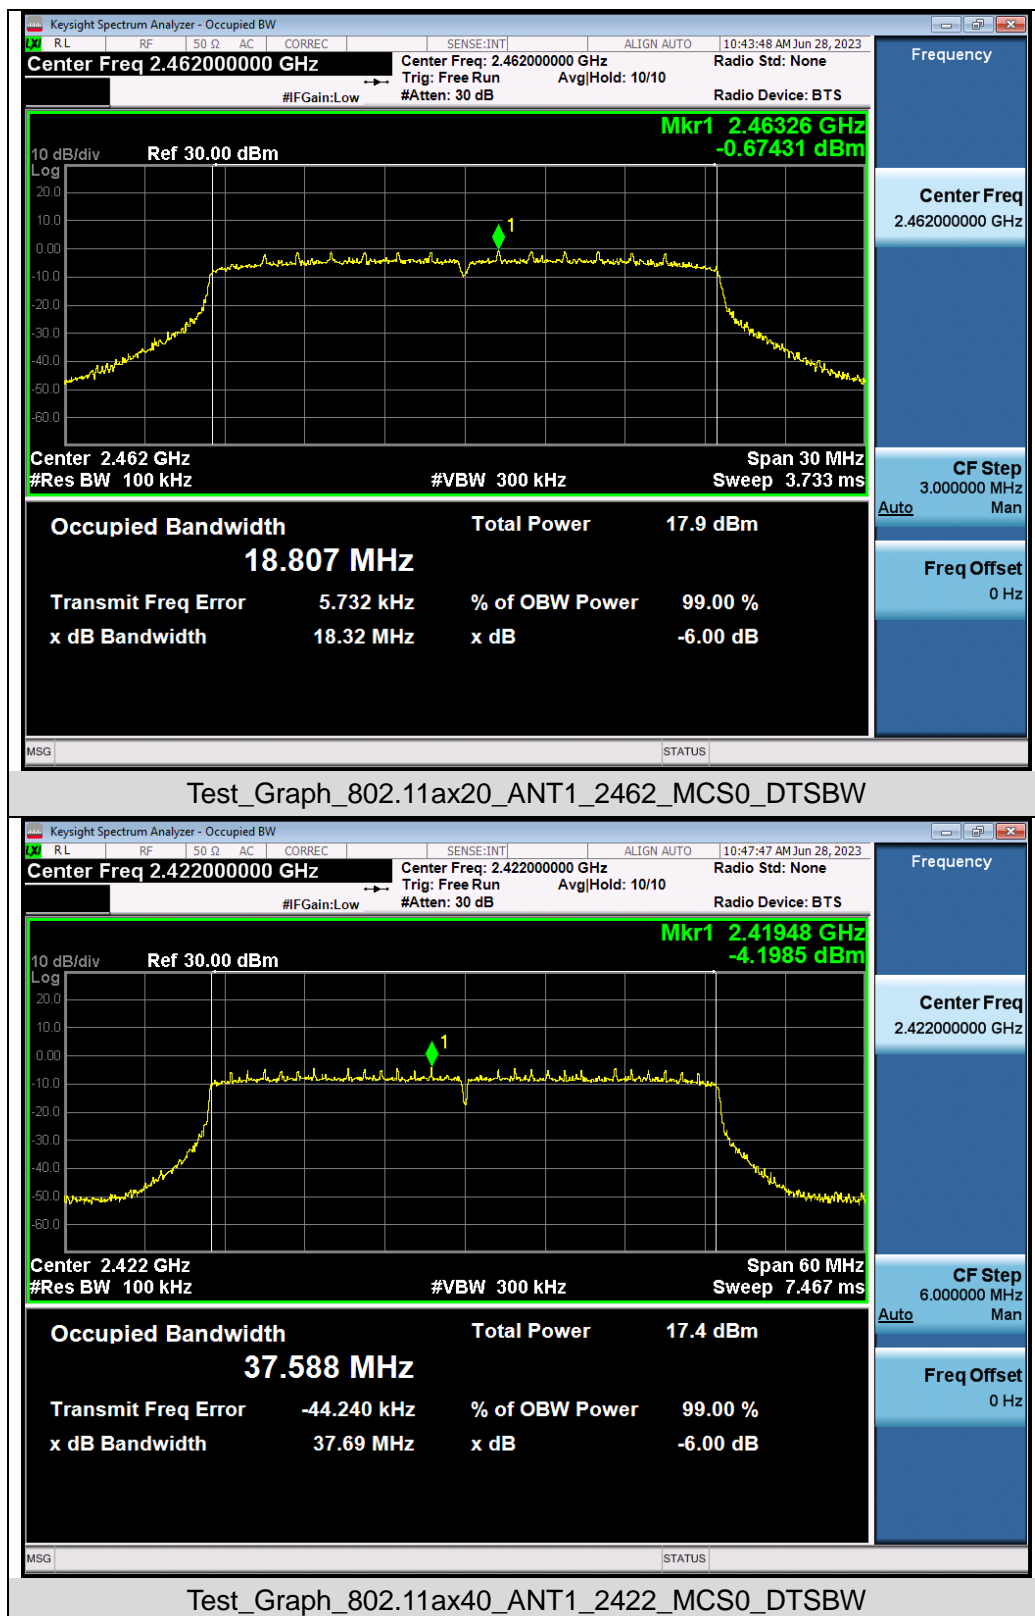 Keysight Spectrum Analyzer - Occupied BW
LXI RL RF 50 Ω AC CORREC SENSE:INT ALIGN AUTO 10:43:48 AM Jun 28, 2023
Center Freq 2.462000000 GHz
Center Freq: 2.462000000 GHz Radio Std: None
Trig: Free Run Avg|Hold: 10/10
#IFGain:Low #Atten: 30 dB Radio Device: BTS
Mkr1 2.46326 GHz
-0.67431 dBm
10 dB/div Ref 30.00 dBm
Log
20.0
10.0
0.00
-10.0
-20.0
-30.0
-40.0
-50.0
-60.0
1
Center 2.462 GHz Span 30 MHz
#Res BW 100 kHz #VBW 300 kHz Sweep 3.733 ms
Occupied Bandwidth Total Power 17.9 dBm
18.807 MHz
Transmit Freq Error 5.732 kHz % of OBW Power 99.00 %
x dB Bandwidth 18.32 MHz x dB -6.00 dB
MSG STATUS
Frequency
Center Freq
2.462000000 GHz
CF Step
3.000000 MHz
Auto Man
Freq Offset
0 Hz
Test_Graph_802.11ax20_ANT1_2462_MCS0_DTSBW
Keysight Spectrum Analyzer - Occupied BW
LXI RL RF 50 Ω AC CORREC SENSE:INT ALIGN AUTO 10:47:47 AM Jun 28, 2023
Center Freq 2.422000000 GHz
Center Freq: 2.422000000 GHz Radio Std: None
Trig: Free Run Avg|Hold: 10/10
#IFGain:Low #Atten: 30 dB Radio Device: BTS
Mkr1 2.41948 GHz
-4.1985 dBm
10 dB/div Ref 30.00 dBm
Log
20.0
10.0
0.00
-10.0
-20.0
-30.0
-40.0
-50.0
-60.0
1
Center 2.422 GHz Span 60 MHz
#Res BW 100 kHz #VBW 300 kHz Sweep 7.467 ms
Occupied Bandwidth Total Power 17.4 dBm
37.588 MHz
Transmit Freq Error -44.240 kHz % of OBW Power 99.00 %
x dB Bandwidth 37.69 MHz x dB -6.00 dB
MSG STATUS
Frequency
Center Freq
2.422000000 GHz
CF Step
6.000000 MHz
Auto Man
Freq Offset
0 Hz
Test_Graph_802.11ax40_ANT1_2422_MCS0_DTSBW